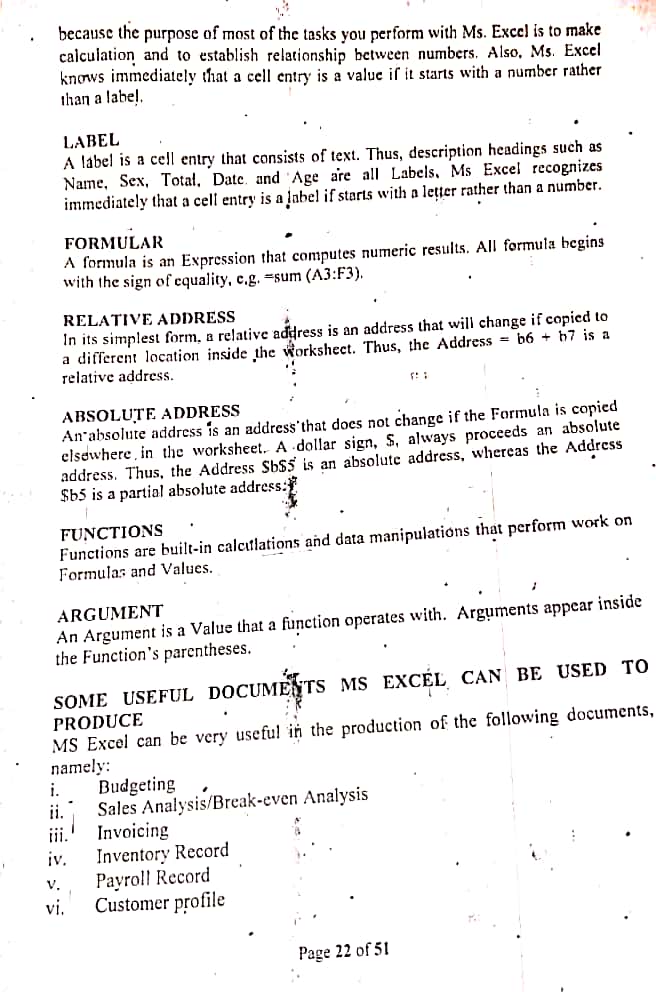 because the purpose of most of the tasks you perform with Ms. Excel is to make
calculation and to establish relationship between numbers. Also, Ms. Excel
knows immediately that a cell entry is a value if it starts with a number rather
than a label.
LABEL
A label is a cell entry that consists of text. Thus, description headings such as
Name, Sex, Total, Date and Age are all Labels, Ms Excel recognizes
immediately that a cell entry is a label if starts with a letter rather than a number.
FORMULAR
A formula is an Expression that computes numeric results. All formula begins
with the sign of equality, e.g. =sum (A3:F3).
RELATIVE ADDRESS
In its simplest form, a relative address is an address that will change if copied to
a different location inside the worksheet. Thus, the Address = b6 + b7 is a
relative address.
ABSOLUTE ADDRESS
An absolute address is an address that does not change if the Formula is copied
elsewhere in the worksheet. A dollar sign, $, always proceeds an absolute
address. Thus, the Address $b$5 is an absolute address, whereas the Address
$b5 is a partial absolute address.
FUNCTIONS
Functions are built-in calculations and data manipulations that perform work on
Formulas and Values.
ARGUMENT
An Argument is a Value that a function operates with. Arguments appear inside
the Function's parentheses.
SOME USEFUL DOCUMENTS MS EXCEL CAN BE USED TO
PRODUCE
MS Excel can be very useful in the production of the following documents,
namely:
i. Budgeting
ii. Sales Analysis/Break-even Analysis
iii. Invoicing
iv. Inventory Record
v. Payroll Record
vi. Customer profile
Page 22 of 51